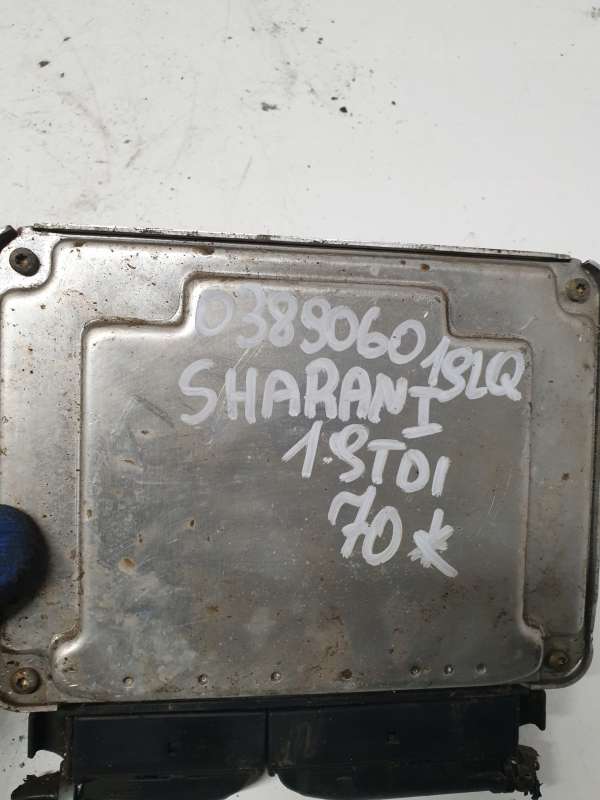 038906019LQ
SHARAN I
1.9TDI
70*